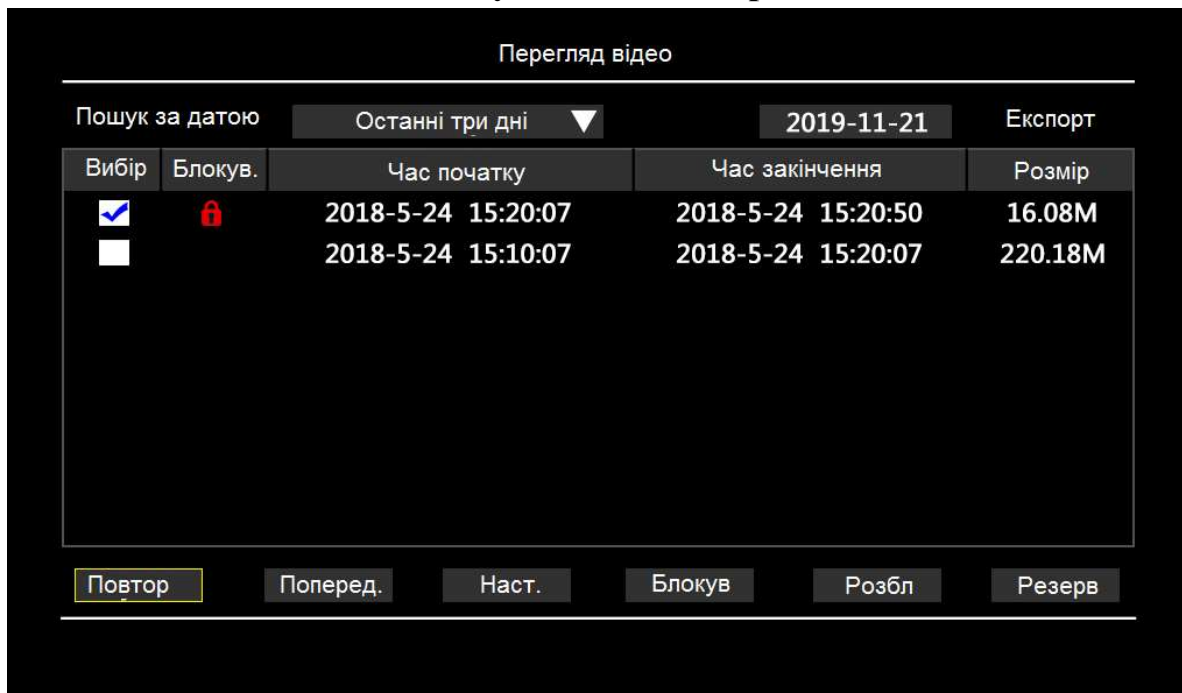 Перегляд відео
Пошук за датою Останні три дні 2019-11-21 Експорт
Вибір Блокув. Час початку Час закінчення Розмір
2018-5-24 15:20:07 2018-5-24 15:20:50 16.08M
2018-5-24 15:10:07 2018-5-24 15:20:07 220.18M
Повтор Поперед. Наст. Блокув Розбл Резерв